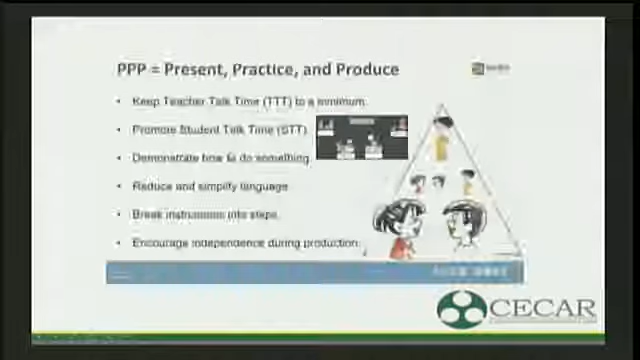 PPP = Present, Practice, and Produce
• Keep Teacher Talk Time (TTT) to a minimum.
• Promote Student Talk Time (STT).
• Demonstrate how to do something.
• Reduce and simplify language.
• Break instructions into steps.
• Encourage independence during production.
CECAR